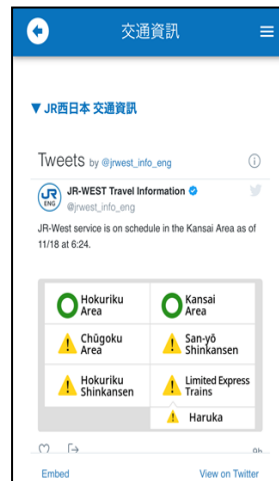 交通資訊
▼ JR西日本 交通資訊
Tweets by @jrwest_info_eng
JR
ENG
JR-WEST Travel Information
@jrwest_info_eng
JR-West service is on schedule in the Kansai Area as of
11/18 at 6:24.
Hokuriku
Area
Kansai
Area
Chūgoku
Area
San-yō
Shinkansen
Hokuriku
Shinkansen
Limited Express
Trains
Haruka
9h
Embed
View on Twitter